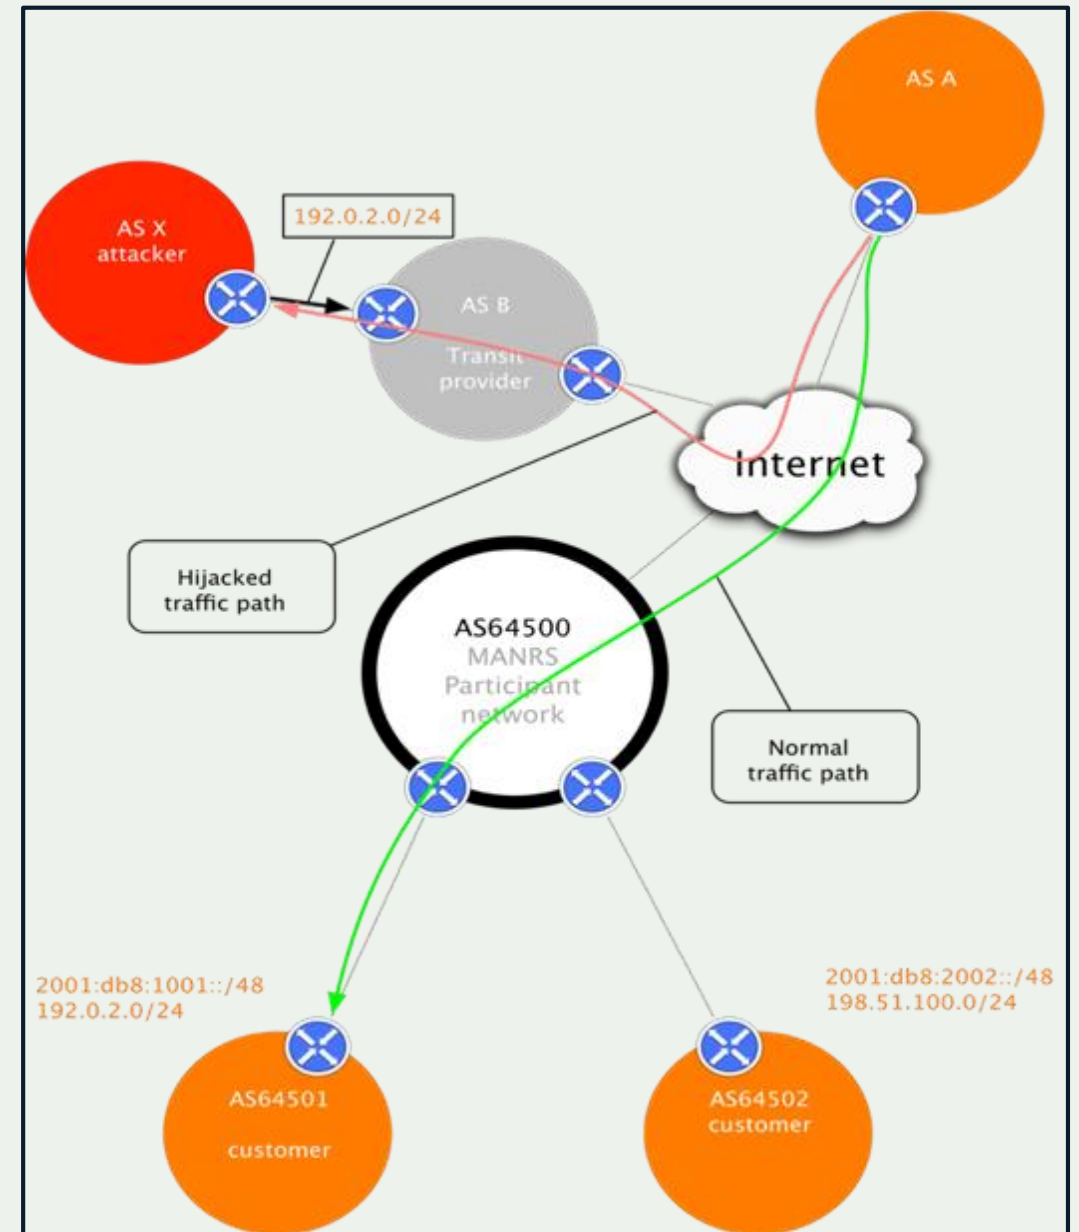 AS A
AS X
attacker
192.0.2.0/24
AS B
Transit
provider
Internet
Hijacked
traffic path
AS64500
MANRS
Participant
network
Normal
traffic path
2001:db8:1001::/48
192.0.2.0/24
2001:db8:2002::/48
198.51.100.0/24
AS64501
customer
AS64502
customer